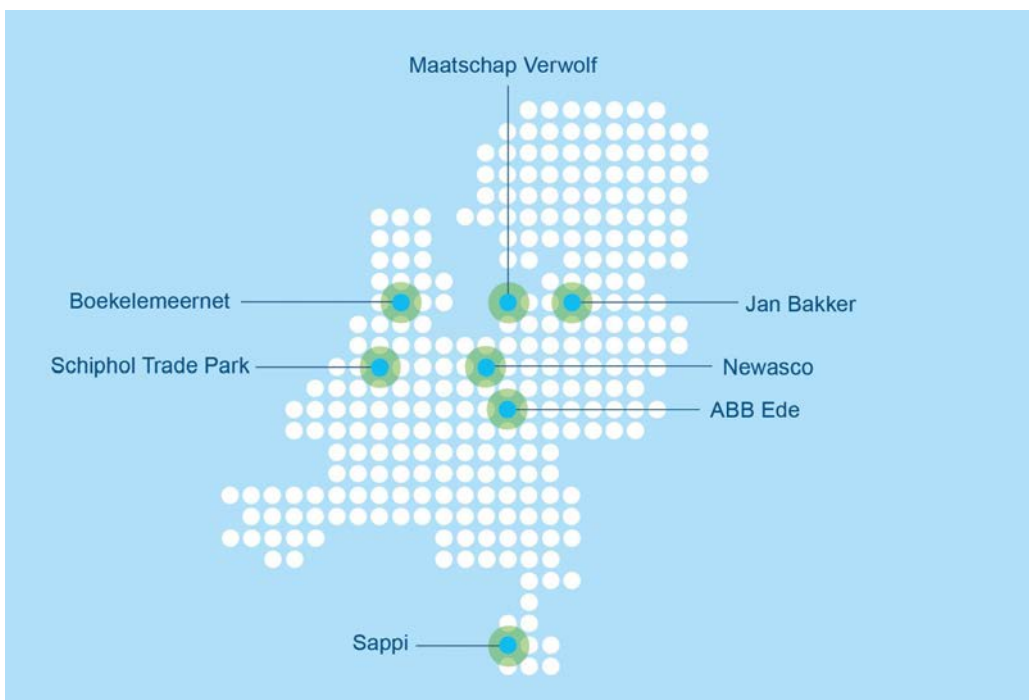 Maatschap Verwolf
Boekelemeernet
Jan Bakker
Schiphol Trade Park
Newasco
ABB Ede
Sappi